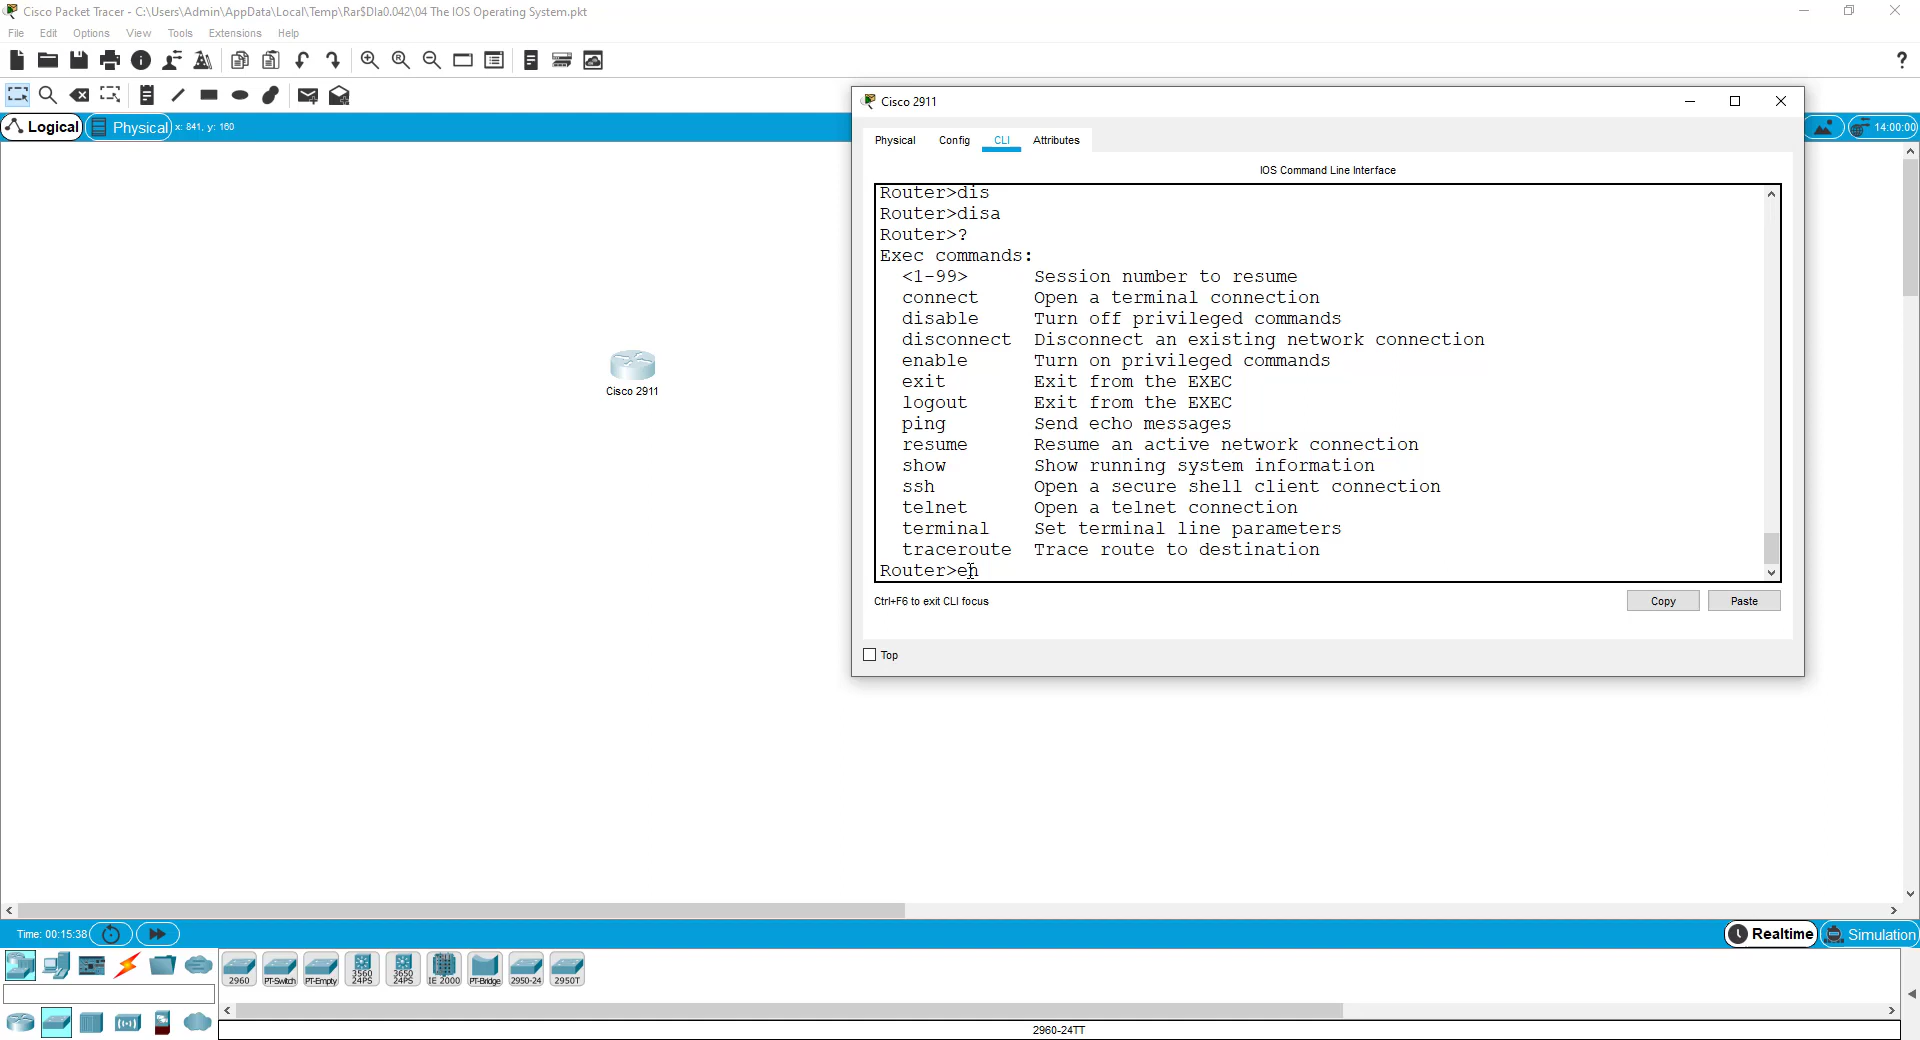 Cisco Packet Tracer - C:\Users\Admin\AppData\Local\Temp\Rar$DIa0.042\04 The IOS Operating System.pkt
File Edit Options View Tools Extensions Help
Logical Physical x: 841, y: 160
14:00:00
Cisco 2911
Cisco 2911
Physical Config CLI Attributes
IOS Command Line Interface
Router>dis
Router>disa
Router>?
Exec commands:
<1-99> Session number to resume
connect Open a terminal connection
disable Turn off privileged commands
disconnect Disconnect an existing network connection
enable Turn on privileged commands
exit Exit from the EXEC
logout Exit from the EXEC
ping Send echo messages
resume Resume an active network connection
show Show running system information
ssh Open a secure shell client connection
telnet Open a telnet connection
terminal Set terminal line parameters
traceroute Trace route to destination
Router>en
Ctrl+F6 to exit CLI focus
Copy Paste
Top
Time: 00:15:38
Realtime Simulation
2960 PT-Switch PT-Empty 3560 24PS 3650 24PS IE 2000 PT-Bridge 2950-24 2950T
2960-24TT